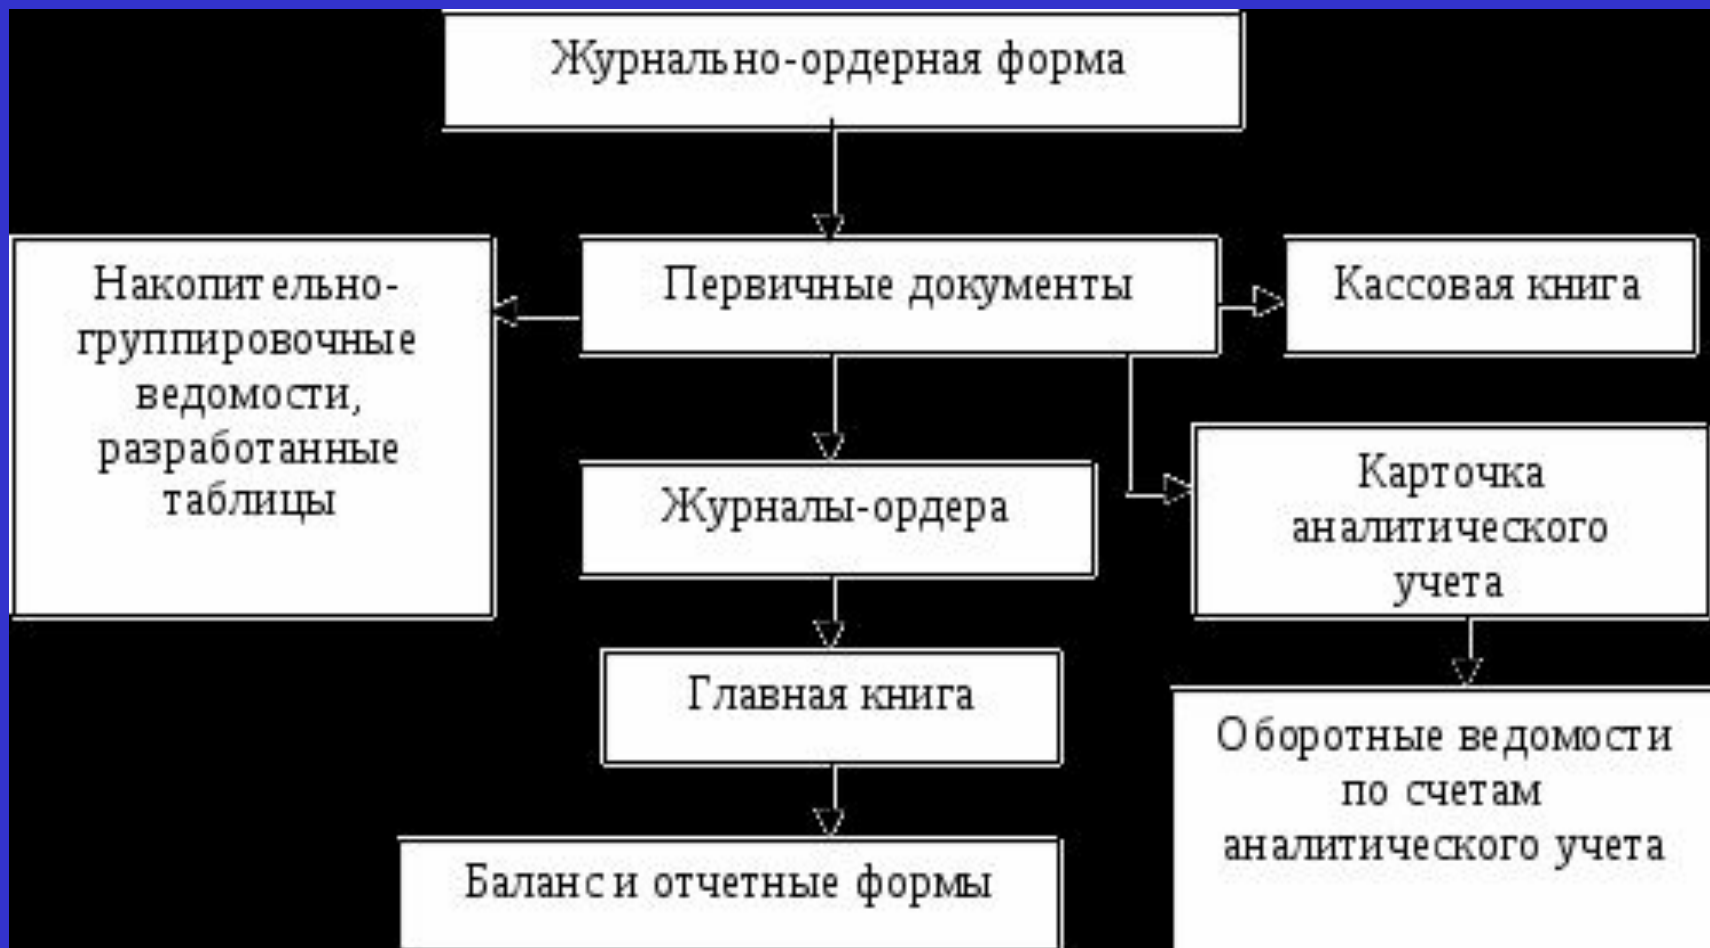 Журнально-ордерная форма
Накопительно-
группировочные
ведомости,
разработанные
таблицы
Первичные документы
Кассовая книга
Журналы-ордера
Карточка
аналитического
учета
Главная книга
Оборотные ведомости
по счетам
аналитического учета
Баланс и отчетные формы